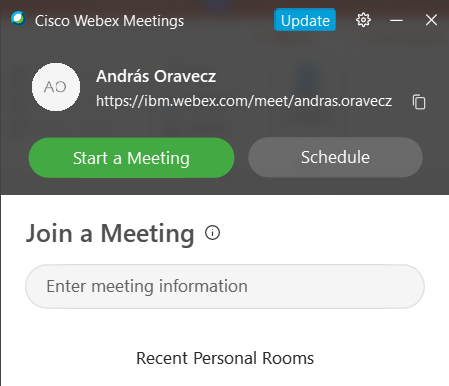 Cisco Webex Meetings
Update
AO
András Oravecz
https://ibm.webex.com/meet/andras.oravecz
Start a Meeting
Schedule
Join a Meeting
Enter meeting information
Recent Personal Rooms